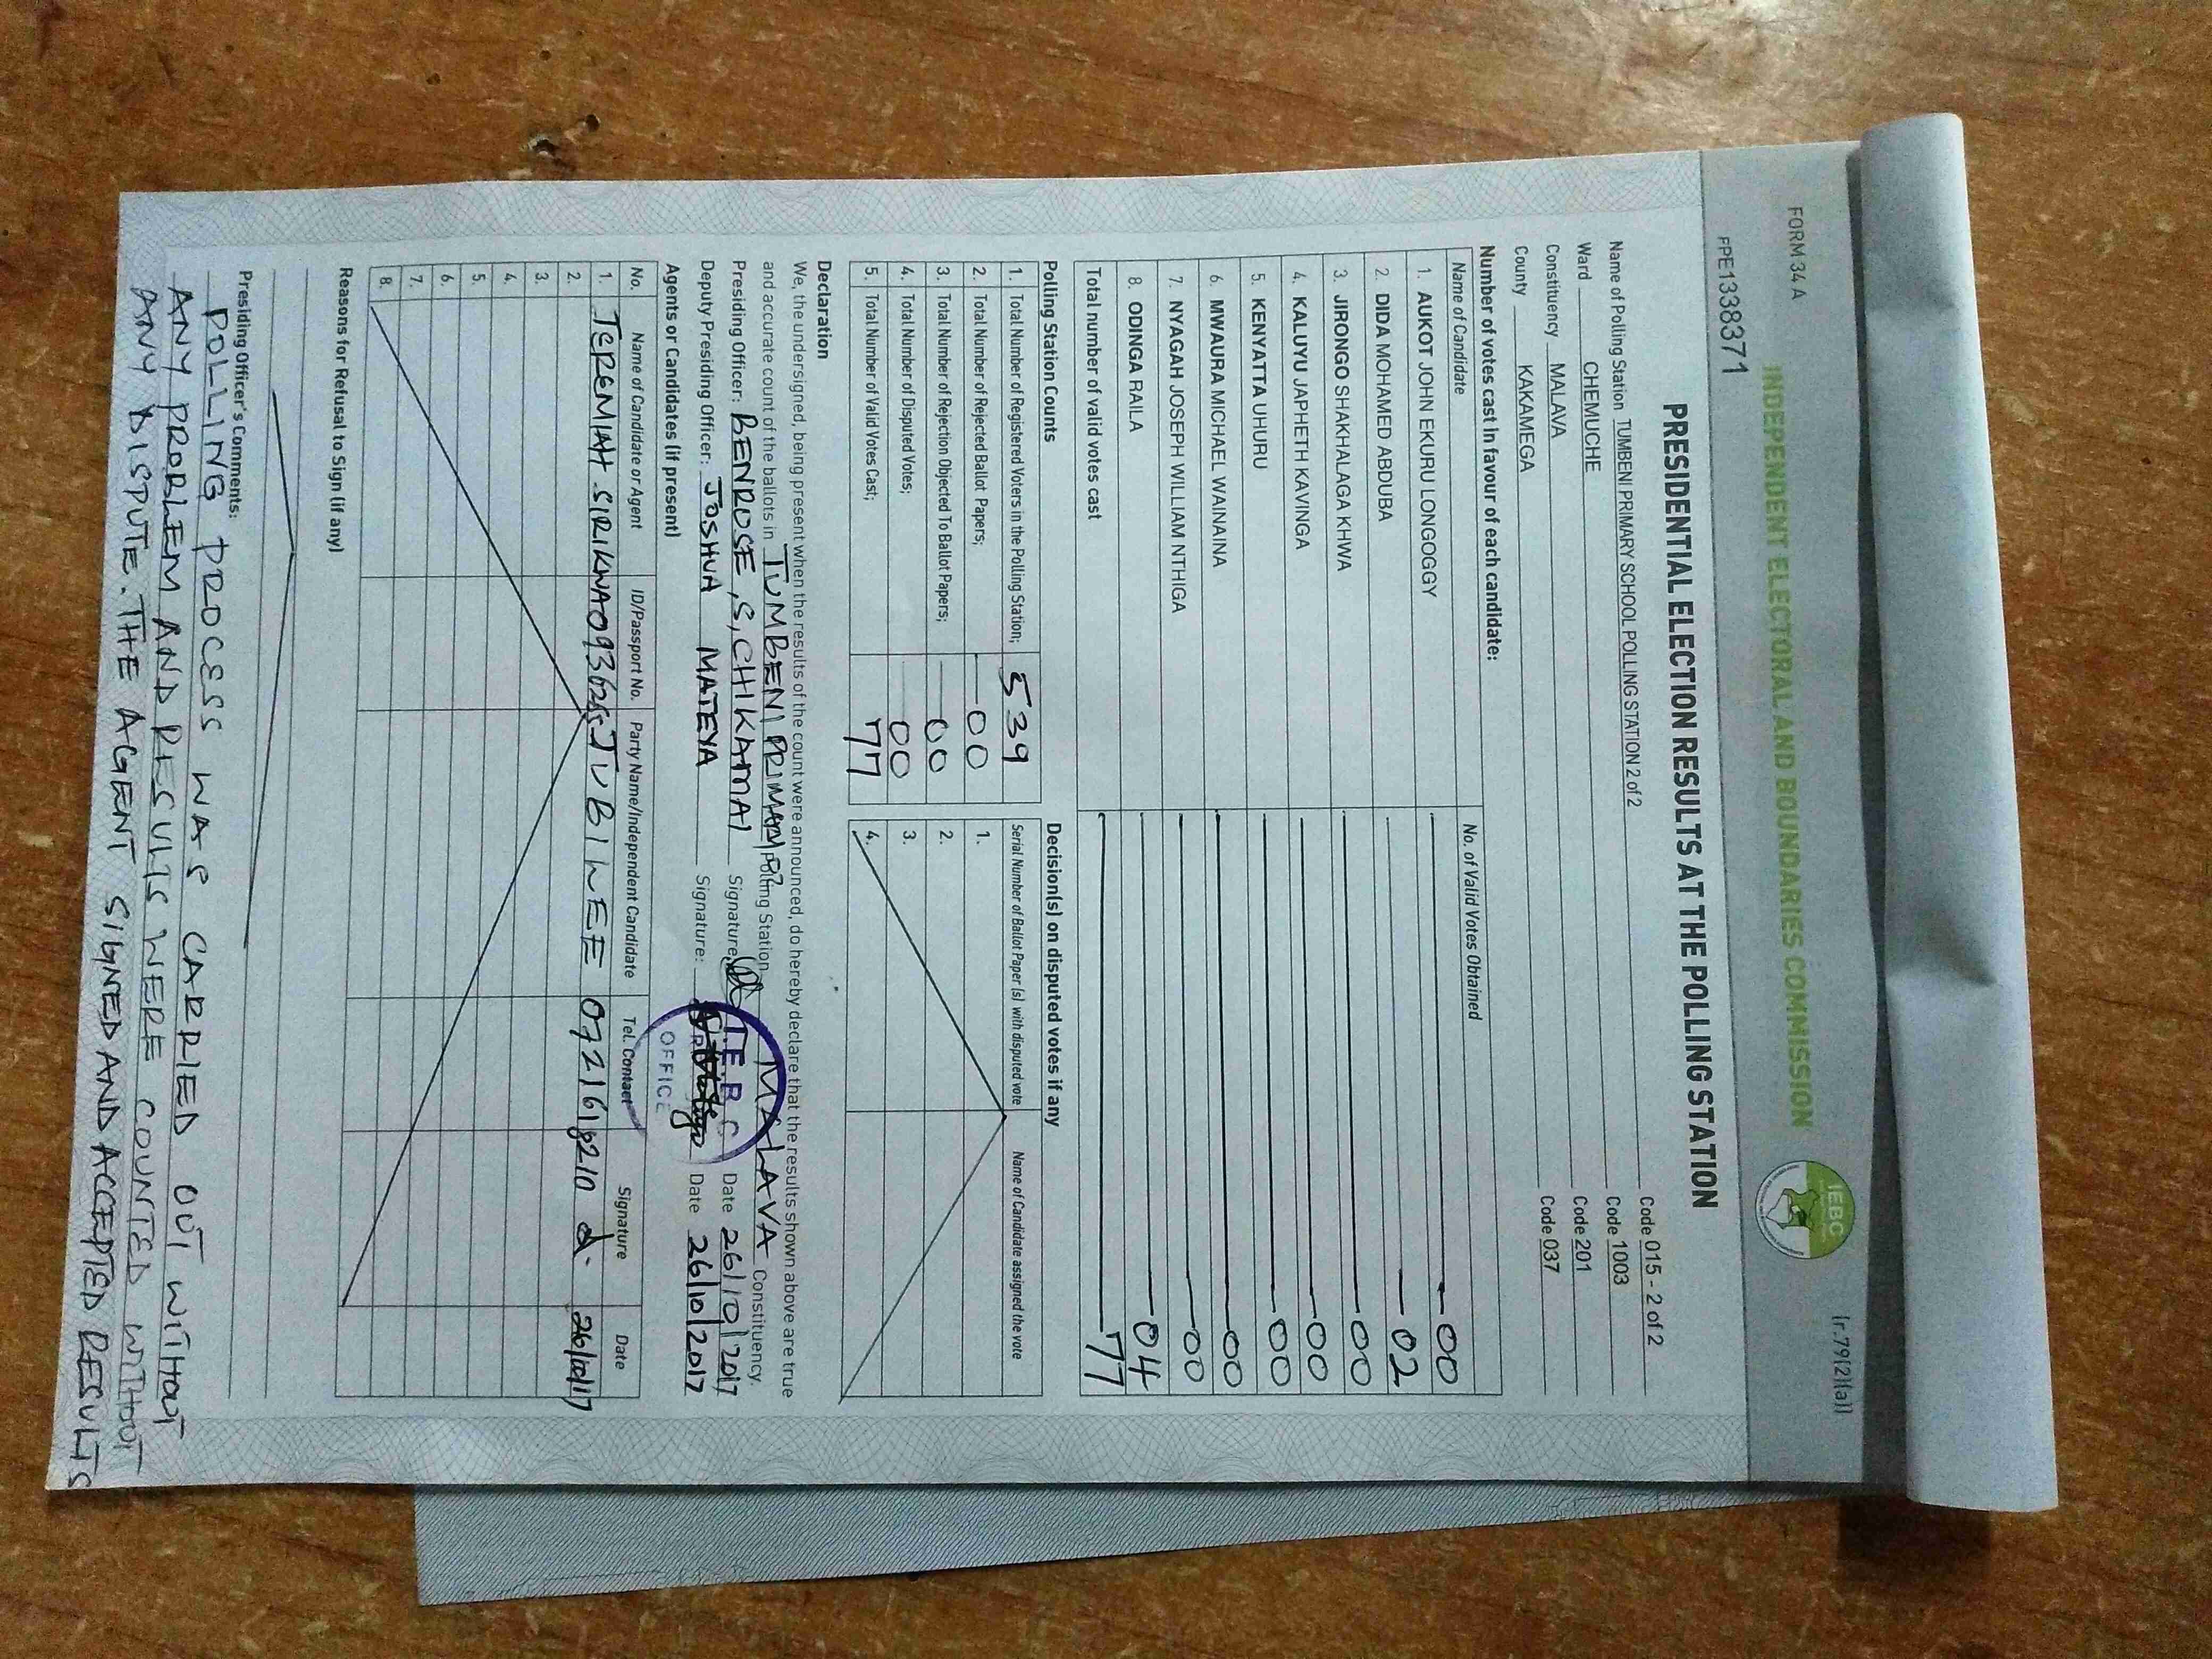 FORM 34 A
(r.79(2)(a))
INDEPENDENT ELECTORAL AND BOUNDARIES COMMISSION
IEBC
PPE1338371
PRESIDENTIAL ELECTION RESULTS AT THE POLLING STATION
Name of Polling Station TUMBENI PRIMARY SCHOOL POLLING STATION 2 of 2 Code 015 - 2 of 2
Ward CHEMUCHE Code 1003
Constituency MALAVA Code 201
County KAKAMEGA Code 037
Number of votes cast in favour of each candidate:
Name of Candidate No. of Valid Votes Obtained
1. AUKOT JOHN EKURU LONGOGGY 00
2. DIDA MOHAMED ABDUBA 02
3. JIRONGO SHAKHALAGA KHWA 00
4. KALUYU JAPHETH KAVINGA 00
5. KENYATTA UHURU 00
6. MWAURA MICHAEL WAINAINA 00
7. NYAGAH JOSEPH WILLIAM NTHIGA 00
8. ODINGA RAILA 04
Total number of valid votes cast 77
Polling Station Counts
1. Total Number of Registered Voters in the Polling Station; 539
2. Total Number of Rejected Ballot Papers; 00
3. Total Number of Rejection Objected To Ballot Papers; 00
4. Total Number of Disputed Votes; 00
5. Total Number of Valid Votes Cast; 77
Decision(s) on disputed votes if any
Serial Number of Ballot Paper (s) with disputed vote Name of Candidate assigned the vote
1.
2.
3.
4.
Declaration
We, the undersigned, being present when the results of the count were announced, do hereby declare that the results shown above are true
and accurate count of the ballots in TUMBENI PRIMARY Polling Station MALAVA Constituency.
Presiding Officer: BENROSE, S, CHIKAMAI Signature: Date 26/10/2017
Deputy Presiding Officer: JOSHUA MATEYA Signature: Date 26/10/2017
I.E.B.C
OFFICE
Agents or Candidates (if present)
No. Name of Candidate or Agent ID/Passport No. Party Name/Independent Candidate Tel. Contact Signature Date
1. JEREMIAH SIRIKWA JUBILEE 0721618210 26/10/17
2.
3.
4.
5.
6.
7.
8.
Reasons for Refusal to Sign (if any)
Presiding Officer's Comments:
POLLING PROCESS WAS CARRIED OUT WITHOUT
ANY PROBLEM AND RESULTS WERE COUNTED WITHOUT
ANY DISPUTE. THE AGENT SIGNED AND ACCEPTED RESULTS